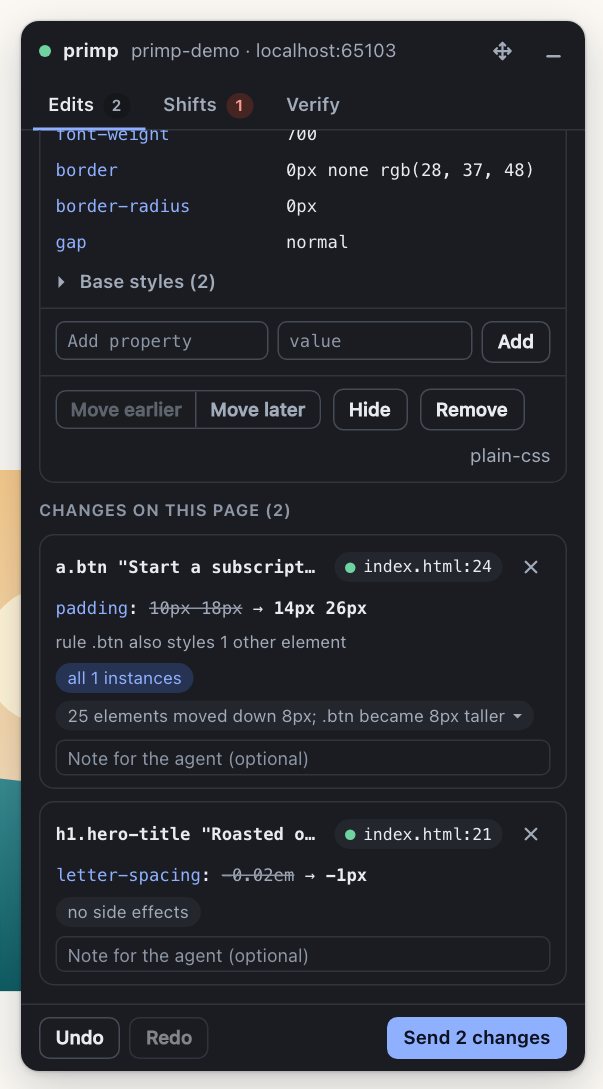 primp primp-demo · localhost:65103
Edits 2 Shifts 1 Verify
font-weight 700
border 0px none rgb(28, 37, 48)
border-radius 0px
gap normal
Base styles (2)
Add property value Add
Move earlier Move later Hide Remove
plain-css
CHANGES ON THIS PAGE (2)
a.btn "Start a subscript… index.html:24 ✕
padding: 10px 18px → 14px 26px
rule .btn also styles 1 other element
all 1 instances
25 elements moved down 8px; .btn became 8px taller
Note for the agent (optional)
h1.hero-title "Roasted o… index.html:21 ✕
letter-spacing: -0.02em → -1px
no side effects
Note for the agent (optional)
Undo Redo Send 2 changes